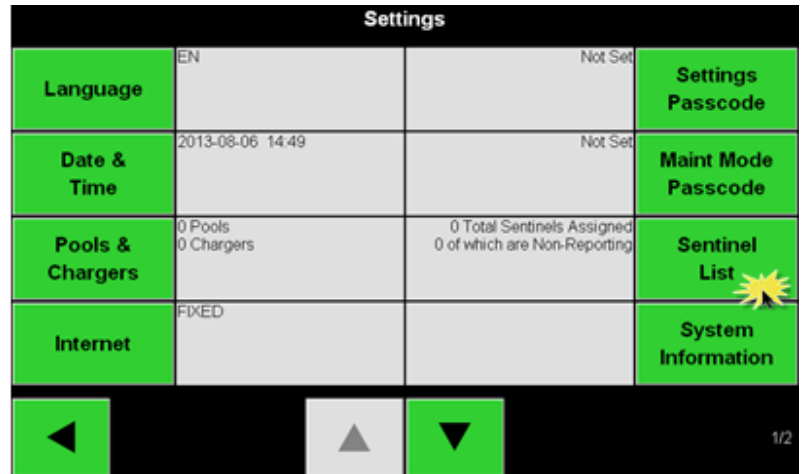 Settings
Language
EN
Not Set
Settings
Passcode
Date &
Time
2013-08-06 14:49
Not Set
Maint Mode
Passcode
Pools &
Chargers
0 Pools
0 Chargers
0 Total Sentinels Assigned
0 of which are Non-Reporting
Sentinel
List
Internet
FIXED
System
Information
1/2